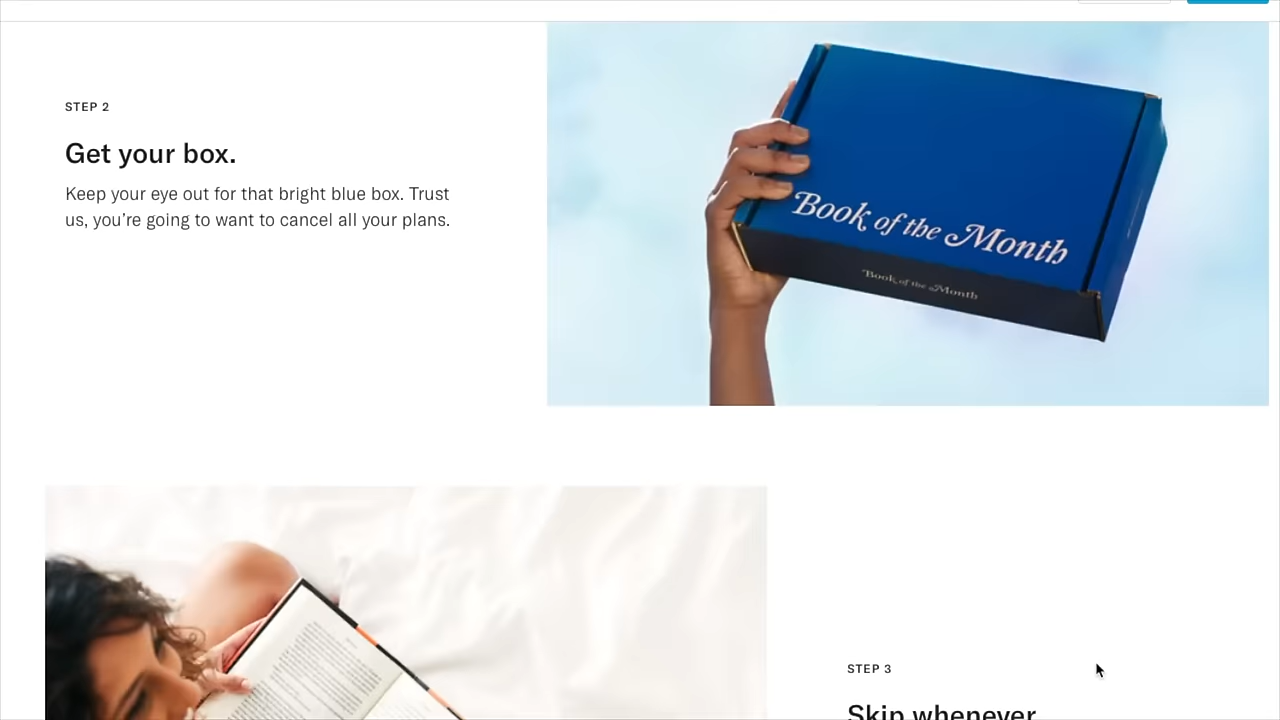 STEP 2
Get your box.
Keep your eye out for that bright blue box. Trust
us, you're going to want to cancel all your plans.
Book of the Month
Book of the Month
STEP 3
Skip whenever.